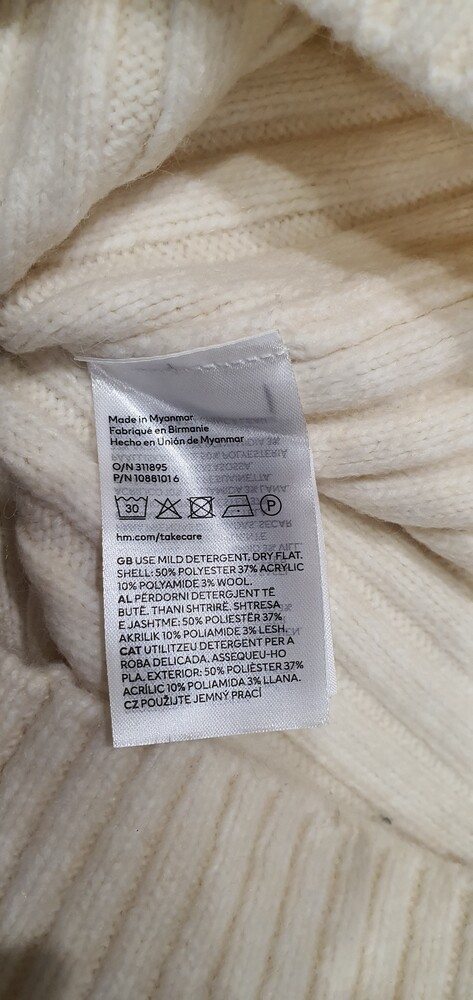 Made in Myanmar
Fabriqué en Birmanie
Hecho en Unión de Myanmar
O/N 311895
P/N 1088101 6
30
P
hm.com/takecare
GB USE MILD DETERGENT. DRY FLAT.
SHELL: 50% POLYESTER 37% ACRYLIC
10% POLYAMIDE 3% WOOL.
AL PËRDORNI DETERGJENT TË
BUTË. THANI SHTRIRË. SHTRESA
E JASHTME: 50% POLIESTËR 37%
AKRILIK 10% POLIAMIDE 3% LESH.
CAT UTILITZEU DETERGENT PER A
ROBA DELICADA. ASSEQUEU-HO
PLA. EXTERIOR: 50% POLIÈSTER 37%
ACRÍLIC 10% POLIAMIDA 3% LLANA.
CZ POUŽIJTE JEMNÝ PRACÍ